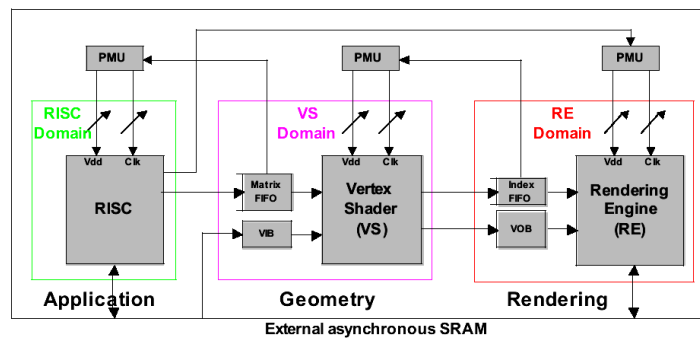 PMU
PMU
PMU
RISC
Domain
VS
Domain
RE
Domain
Vdd
Clk
Vdd
Clk
Vdd
Clk
RISC
Matrix
FIFO
VIB
Vertex
Shader
(VS)
Index
FIFO
VOB
Rendering
Engine
(RE)
Application
Geometry
Rendering
External asynchronous SRAM